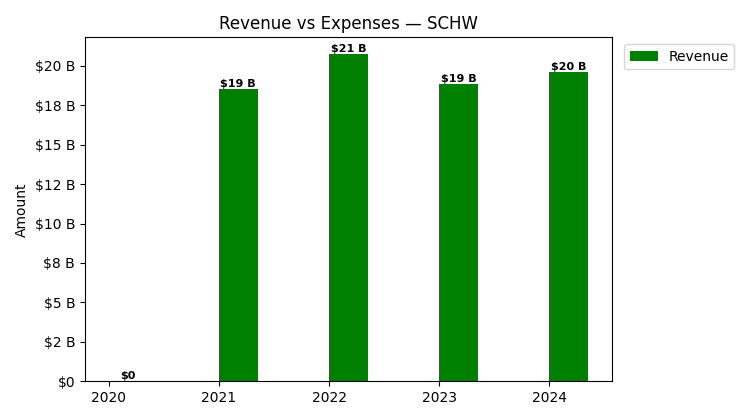 Revenue vs Expenses — SCHW
Revenue
Amount
$20 B
$18 B
$15 B
$12 B
$10 B
$8 B
$5 B
$2 B
$0
$0
$19 B
$21 B
$19 B
$20 B
2020
2021
2022
2023
2024